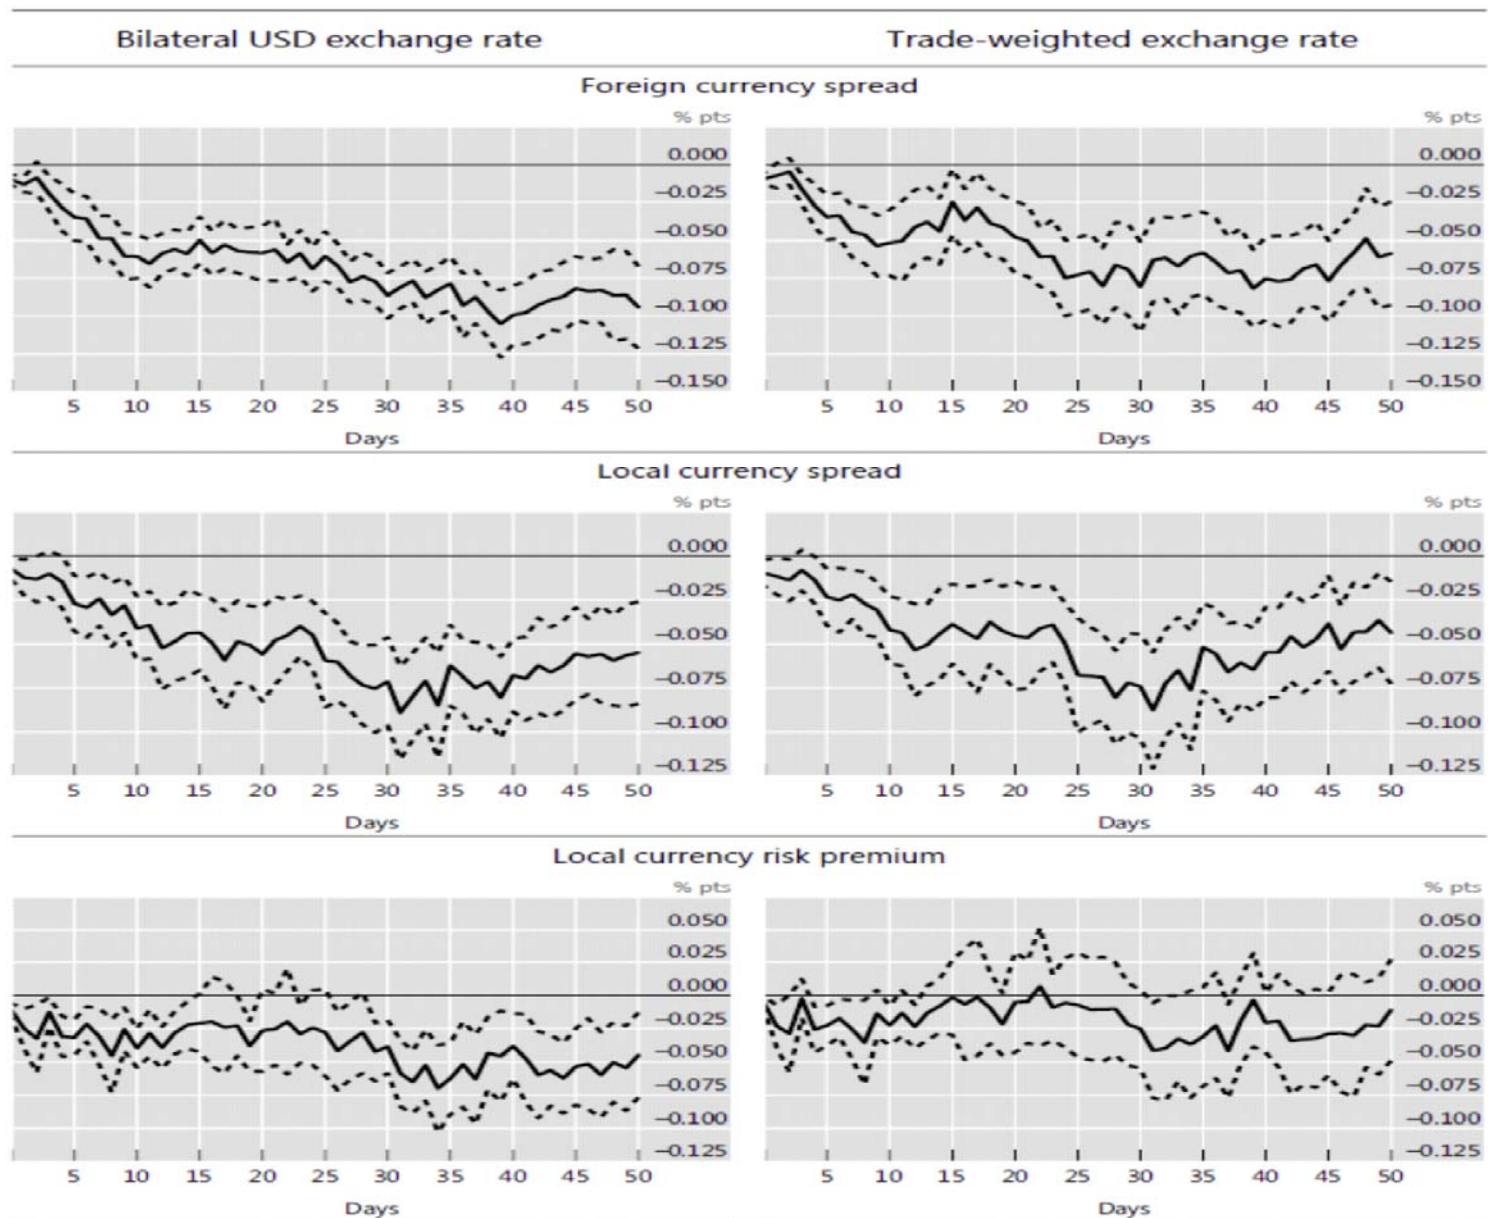 Bilateral USD exchange rate Trade-weighted exchange rate
Foreign currency spread
% pts % pts
0.000 0.000
−0.025 −0.025
−0.050 −0.050
−0.075 −0.075
−0.100 −0.100
−0.125 −0.125
−0.150 −0.150
5 10 15 20 25 30 35 40 45 50 5 10 15 20 25 30 35 40 45 50
Days Days
Local currency spread
% pts % pts
0.000 0.000
−0.025 −0.025
−0.050 −0.050
−0.075 −0.075
−0.100 −0.100
−0.125 −0.125
5 10 15 20 25 30 35 40 45 50 5 10 15 20 25 30 35 40 45 50
Days Days
Local currency risk premium
% pts % pts
0.050 0.050
0.025 0.025
0.000 0.000
−0.025 −0.025
−0.050 −0.050
−0.075 −0.075
−0.100 −0.100
−0.125 −0.125
5 10 15 20 25 30 35 40 45 50 5 10 15 20 25 30 35 40 45 50
Days Days